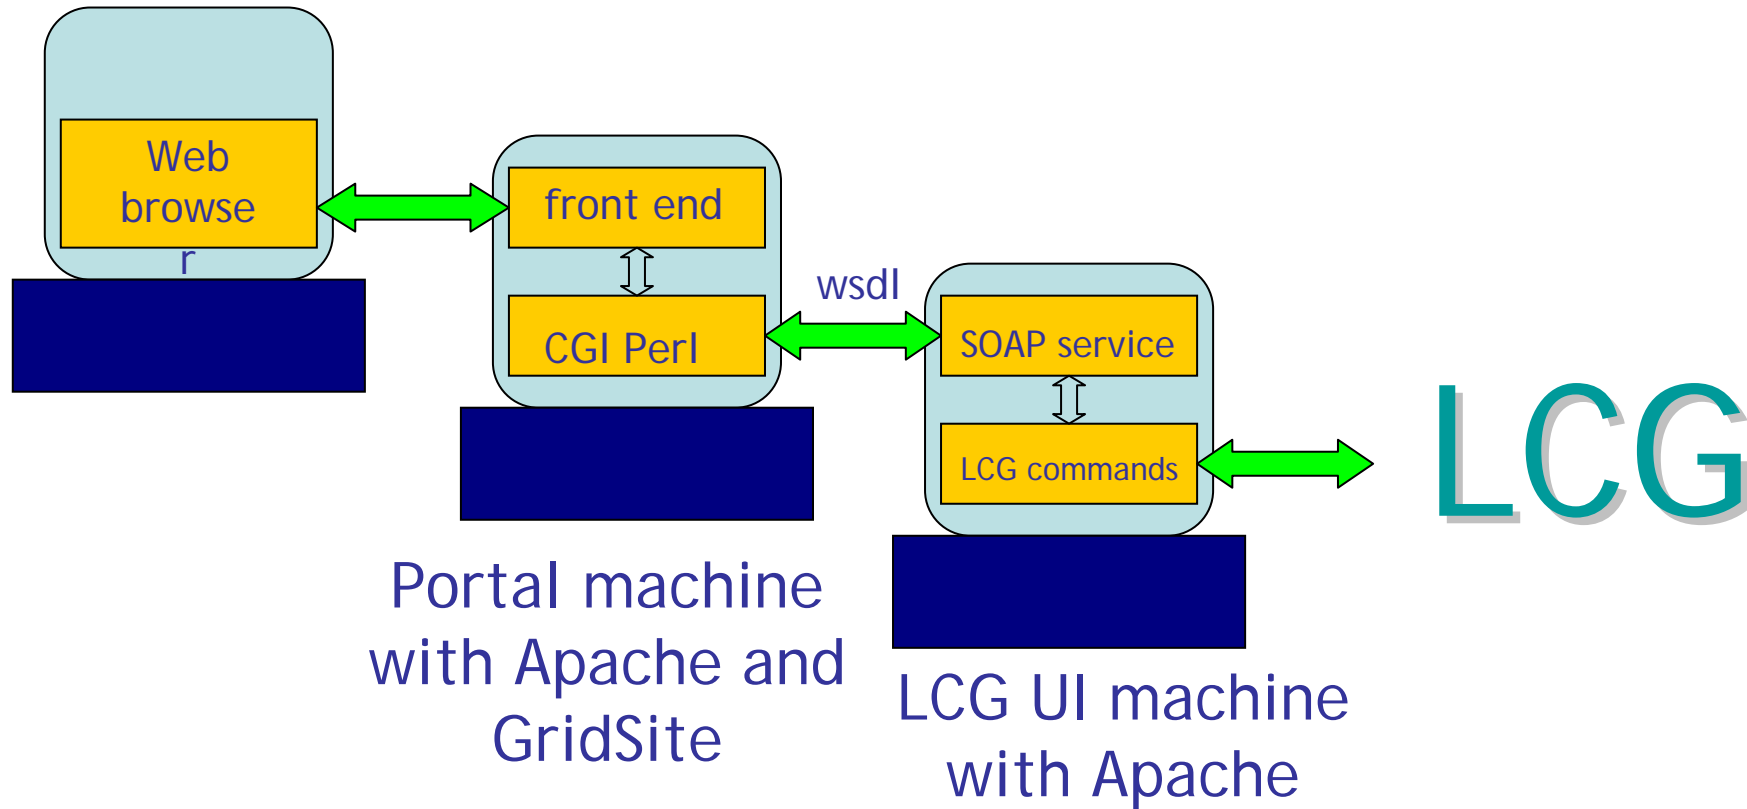 Web
browse
r
front end
CGI Perl
wsdl
SOAP service
LCG commands
LCG
Portal machine
with Apache and
GridSite
LCG UI machine
with Apache